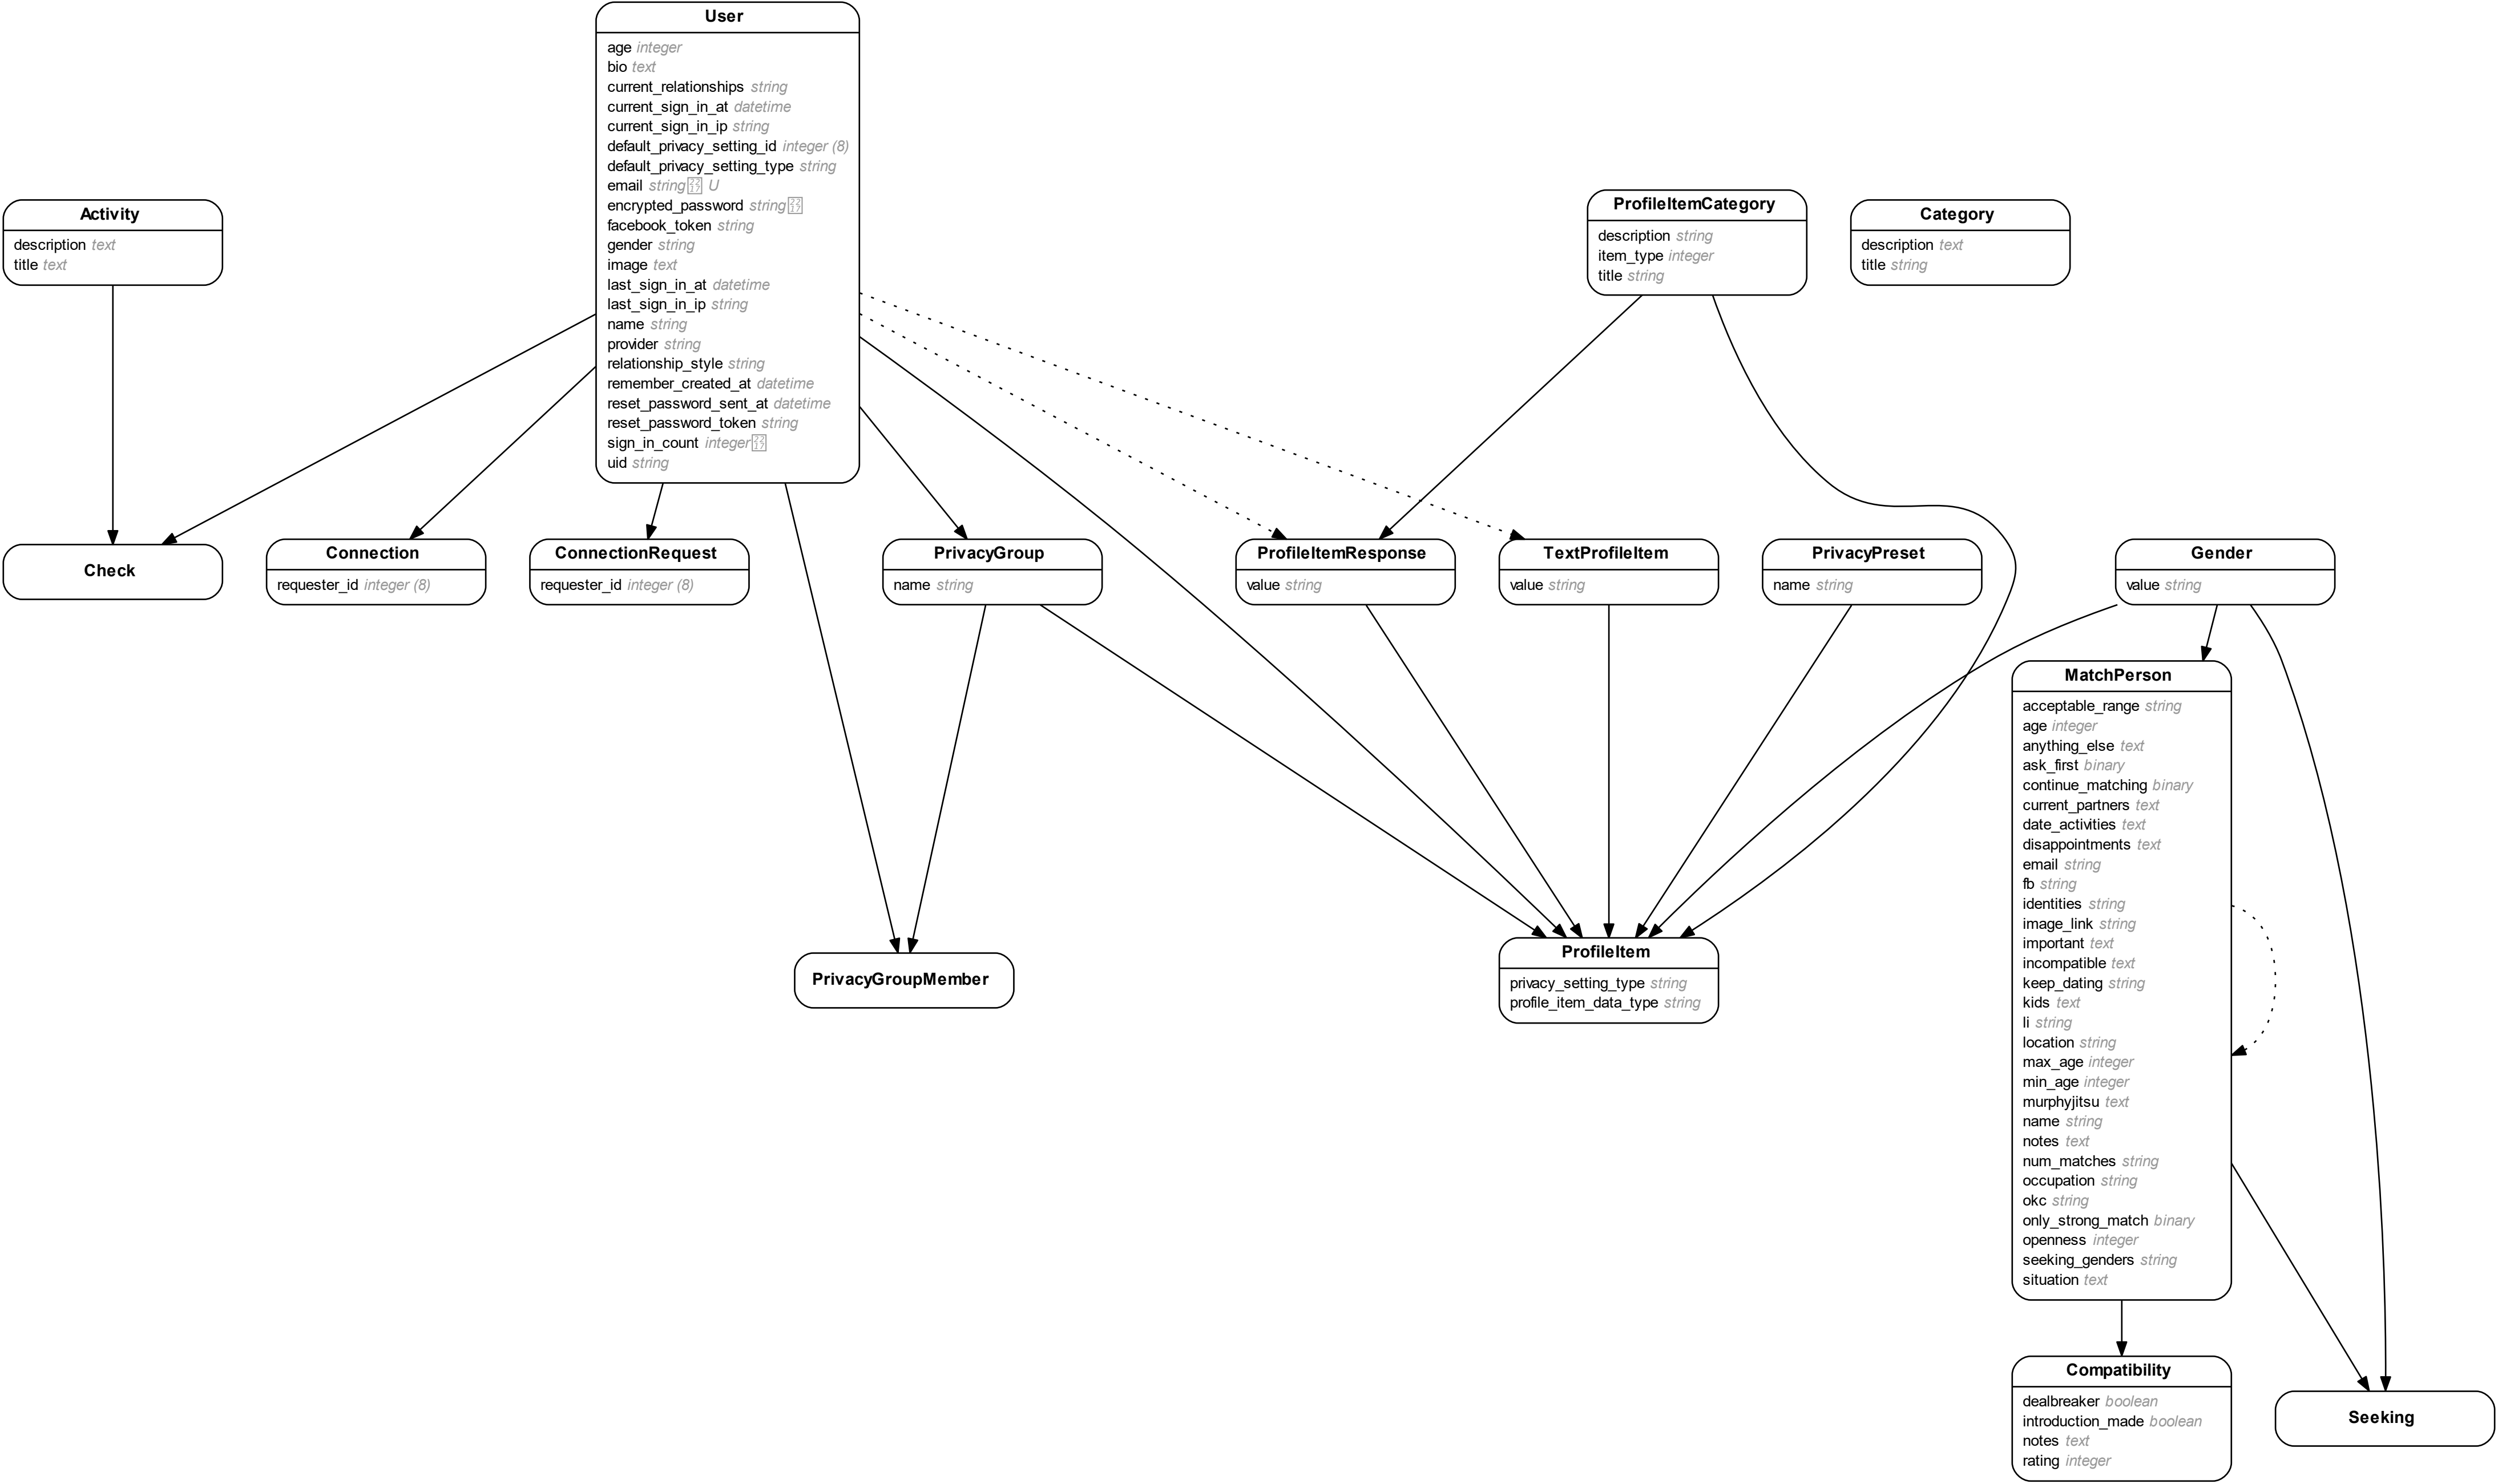 User
age integer
bio text
current_relationships string
current_sign_in_at datetime
current_sign_in_ip string
default_privacy_setting_id integer (8)
default_privacy_setting_type string
email string∗ U
encrypted_password string∗
facebook_token string
gender string
image text
last_sign_in_at datetime
last_sign_in_ip string
name string
provider string
relationship_style string
remember_created_at datetime
reset_password_sent_at datetime
reset_password_token string
sign_in_count integer∗
uid string
Activity
description text
title text
ProfileItemCategory
description string
item_type integer
title string
Category
description text
title string
Check
Connection
requester_id integer (8)
ConnectionRequest
requester_id integer (8)
PrivacyGroup
name string
ProfileItemResponse
value string
TextProfileItem
value string
PrivacyPreset
name string
Gender
value string
MatchPerson
acceptable_range string
age integer
anything_else text
ask_first binary
continue_matching binary
current_partners text
date_activities text
disappointments text
email string
fb string
identities string
image_link string
important text
incompatible text
keep_dating string
kids text
li string
location string
max_age integer
min_age integer
murphyjitsu text
name string
notes text
num_matches string
occupation string
okc string
only_strong_match binary
openness integer
seeking_genders string
situation text
PrivacyGroupMember
ProfileItem
privacy_setting_type string
profile_item_data_type string
Compatibility
dealbreaker boolean
introduction_made boolean
notes text
rating integer
Seeking